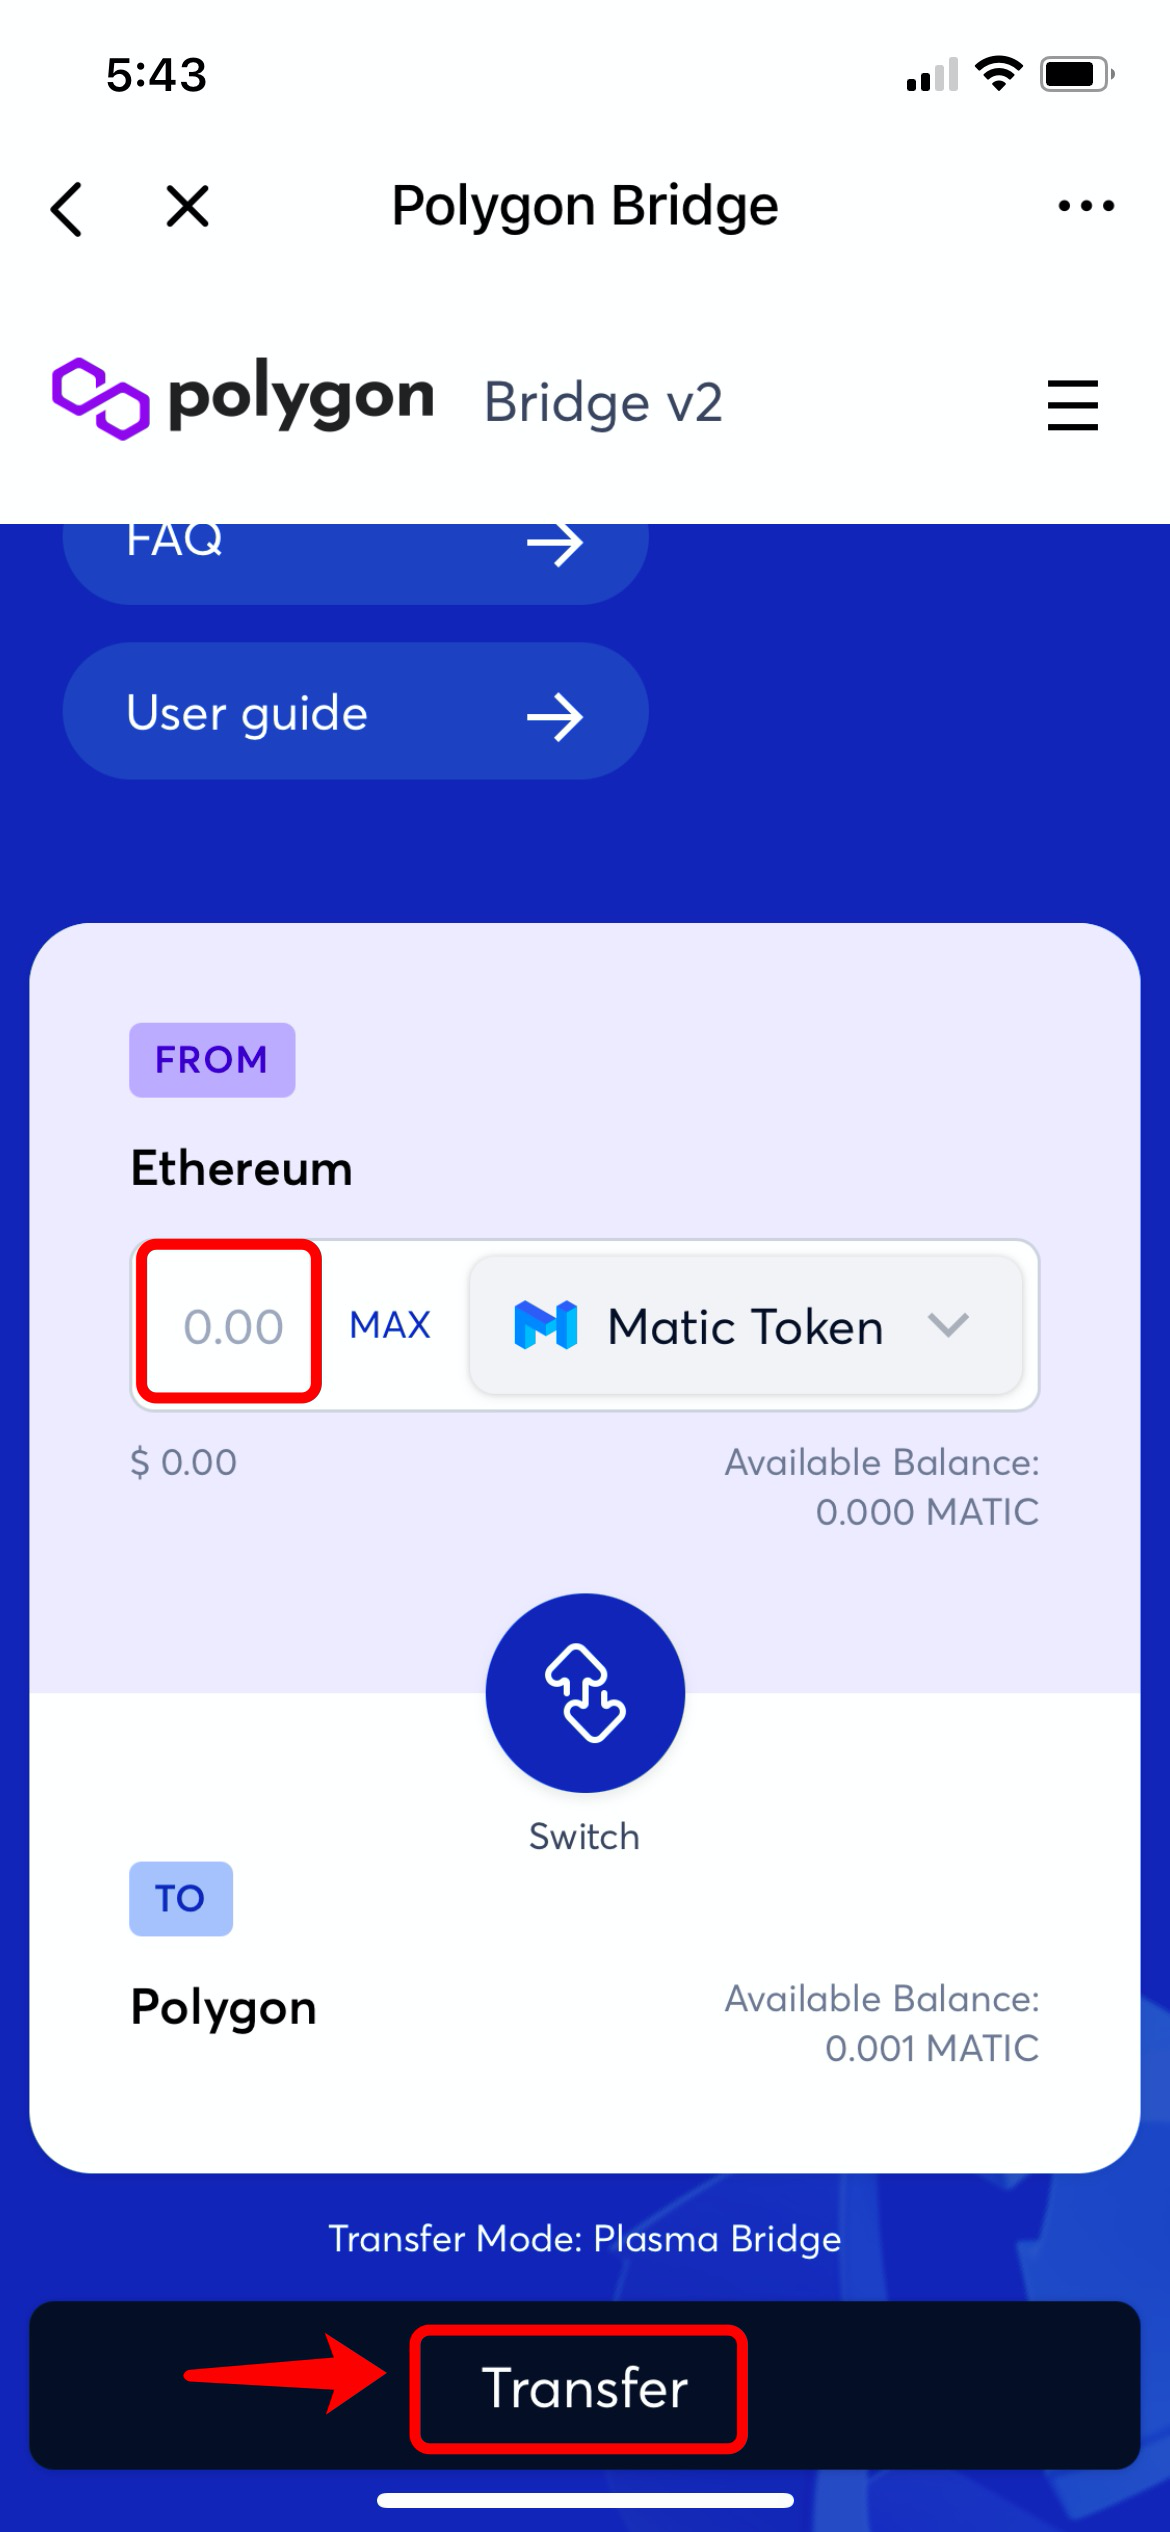 5:43
Polygon Bridge
polygon Bridge v2
FAQ
User guide
FROM
Ethereum
0.00 MAX Matic Token
$ 0.00 Available Balance:
0.000 MATIC
Switch
TO
Polygon Available Balance:
0.001 MATIC
Transfer Mode: Plasma Bridge
Transfer